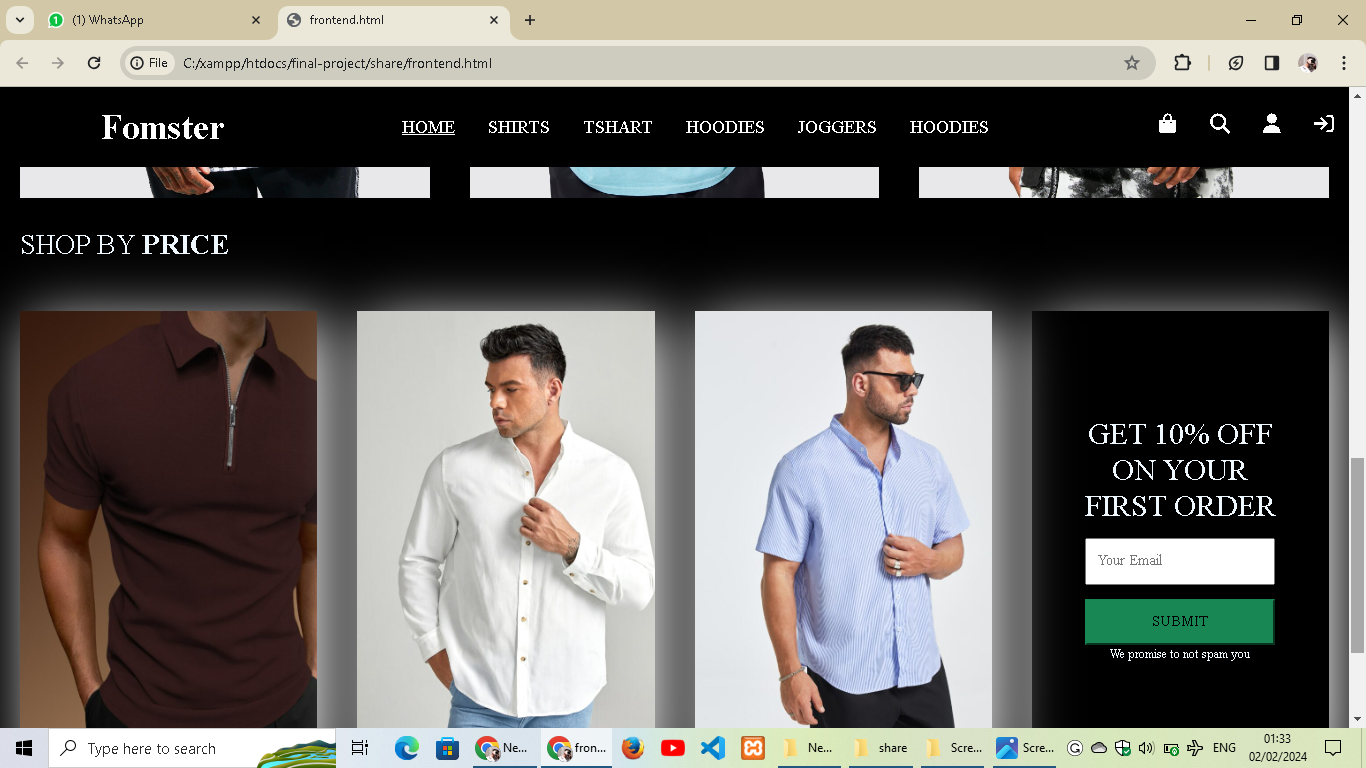 (1) WhatsApp
frontend.html
File
C:/xampp/htdocs/final-project/share/frontend.html
Fomster
HOME SHIRTS TSHART HOODIES JOGGERS HOODIES
SHOP BY PRICE
GET 10% OFF
ON YOUR
FIRST ORDER
Your Email
SUBMIT
We promise to not spam you
Type here to search
Ne...
fron...
Ne...
share
Scre...
Scre...
ENG
01:33
02/02/2024